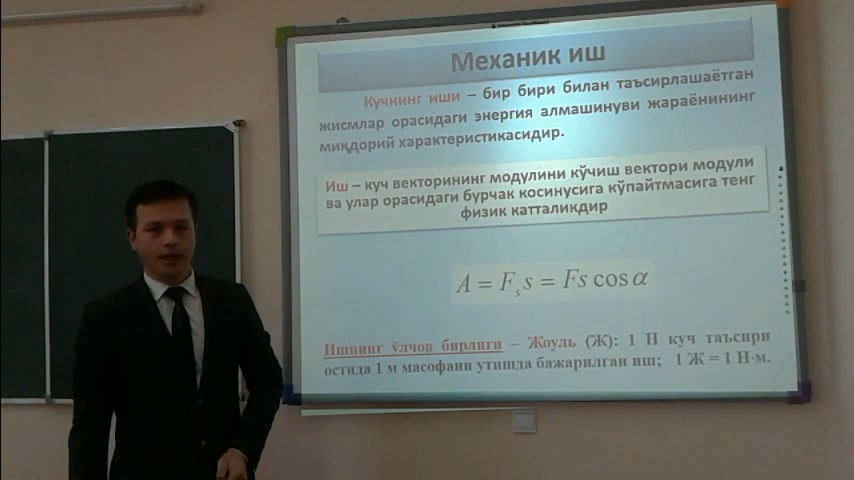 Механик иш
Кучнинг иши – бир бири билан таъсирлашаётган
жисмлар орасидаги энергия алмашинуви жараёнининг
миқдорий характеристикасидир.
Иш – куч векторининг модулини кўчиш вектори модули
ва улар орасидаги бурчак косинусига кўпайтмасига тенг
физик катталикдир
A = Fₛs = Fs cos α
Ишнинг ўлчов бирлиги – Жоуль (Ж): 1 Н куч таъсири
остида 1 м масофани утишда бажарилган иш; 1 Ж = 1 Н·м.